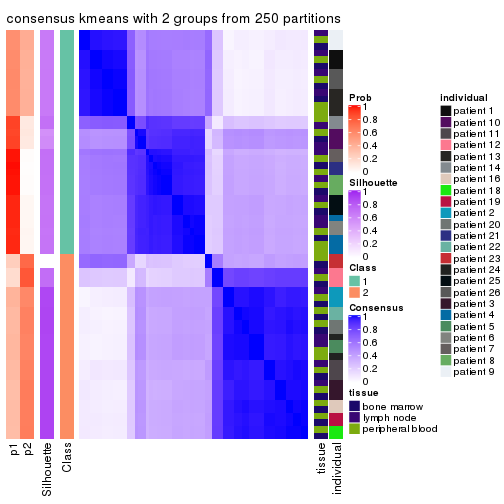 consensus kmeans with 2 groups from 250 partitions
Prob
1
0.8
0.6
0.4
0.2
0
Silhouette
1
0.8
0.6
0.4
0.2
0
Class
1
2
Consensus
1
0.8
0.6
0.4
0.2
0
tissue
bone marrow
lymph node
peripheral blood
individual
patient 1
patient 10
patient 11
patient 12
patient 13
patient 14
patient 16
patient 18
patient 19
patient 2
patient 20
patient 21
patient 22
patient 23
patient 24
patient 25
patient 26
patient 3
patient 4
patient 5
patient 6
patient 7
patient 8
patient 9
p1
p2
Silhouette
Class
tissue
individual